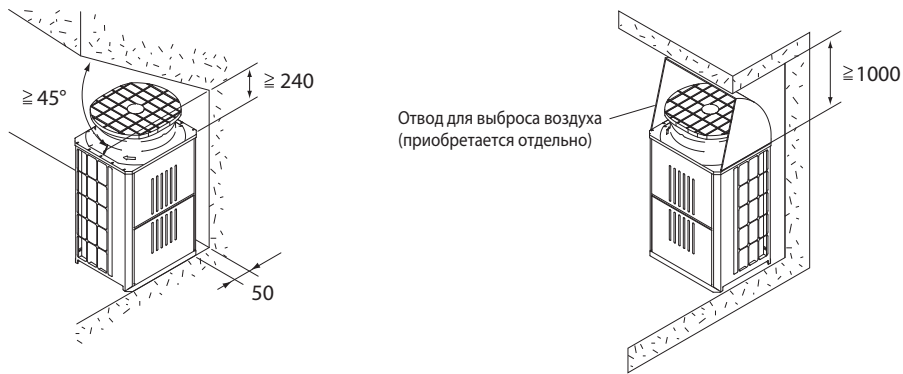 ≧ 45°
≧ 240
50
Отвод для выброса воздуха
(приобретается отдельно)
≧1000